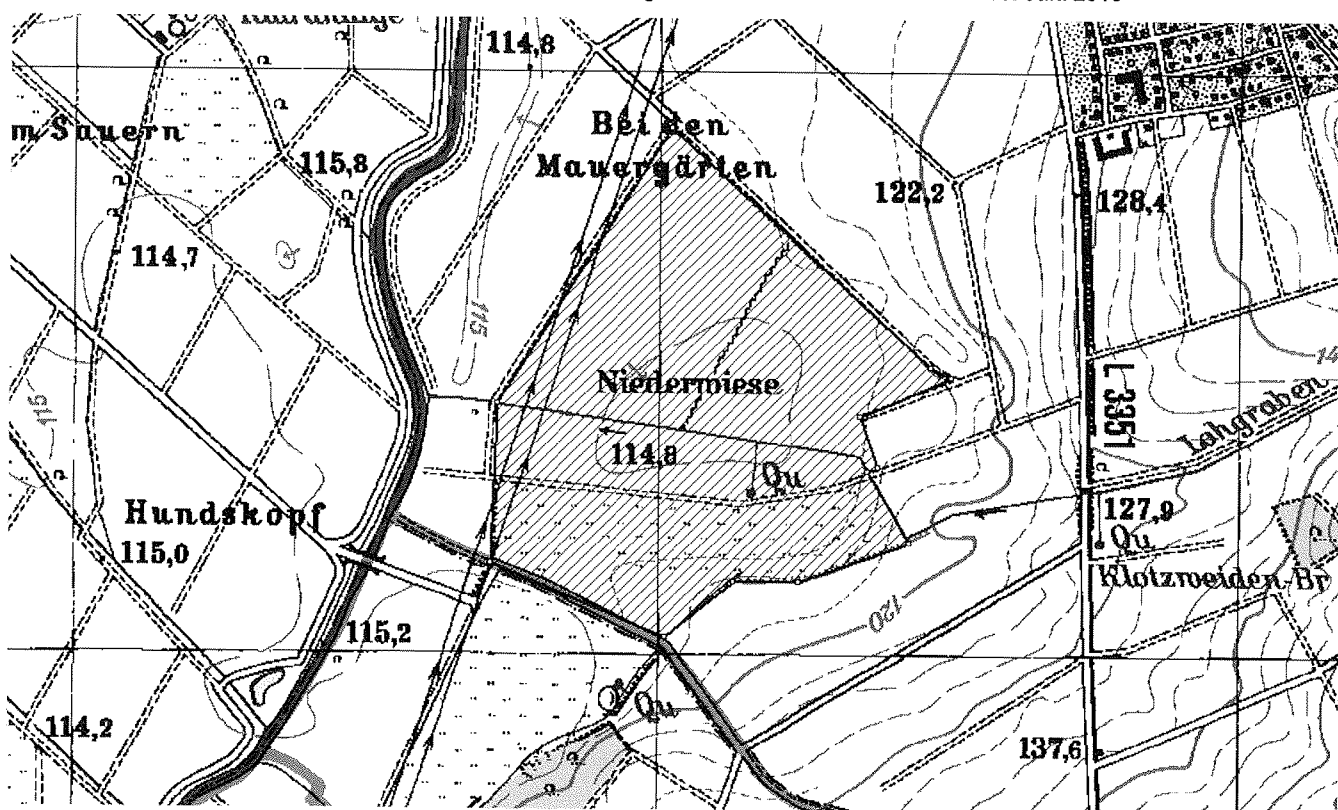 114,8
m Sauern
Bei den
Mauergärten
115,8
122,2
128,4
114,7
115
Niederwiese
115
L 3351
114,8
Lohgraben
Qu
Hundskopf
127,9
115,0
Qu
Klotzweiden-Br
120
115,2
Qu
114,2
137,6